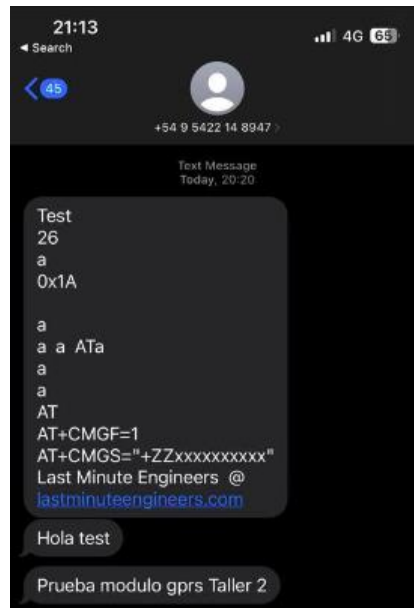 21:13
4G 65
◄ Search
45
+54 9 5422 14 8947 >
Text Message
Today, 20:20
Test
26
a
0x1A
a
a a ATa
a
a
AT
AT+CMGF=1
AT+CMGS="+ZZxxxxxxxxxx"
Last Minute Engineers @
lastminuteengineers.com
Hola test
Prueba modulo gprs Taller 2